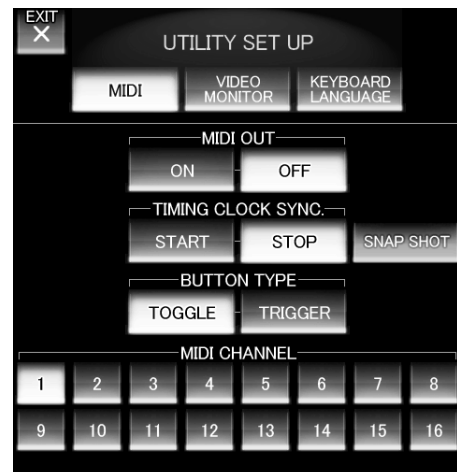 EXIT
×
UTILITY SET UP
MIDI
VIDEO
MONITOR
KEYBOARD
LANGUAGE
MIDI OUT
ON
OFF
TIMING CLOCK SYNC.
START
STOP
SNAP SHOT
BUTTON TYPE
TOGGLE
TRIGGER
MIDI CHANNEL
1 2 3 4 5 6 7 8
9 10 11 12 13 14 15 16